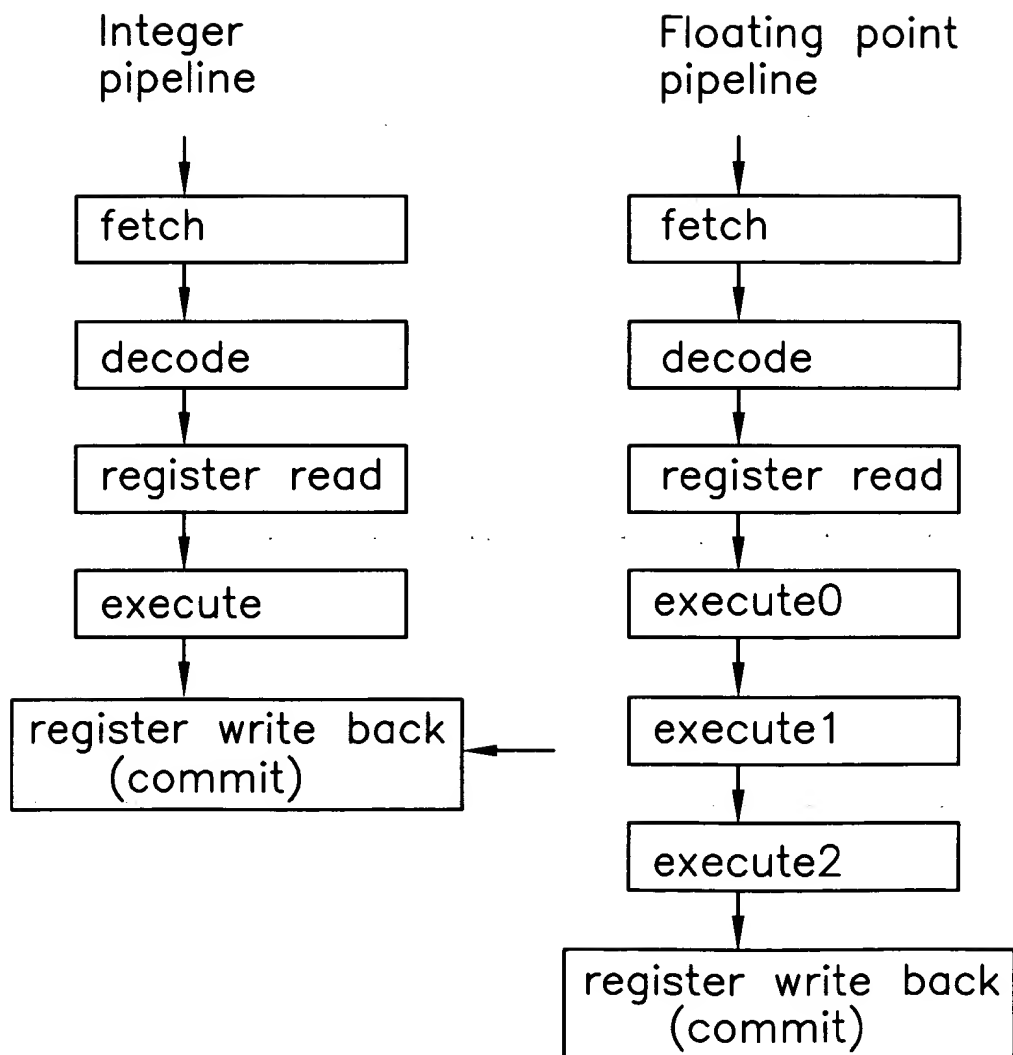 Integer
pipeline
fetch
decode
register read
execute
register write back
(commit)
Floating point
pipeline
fetch
decode
register read
execute0
execute1
execute2
register write back
(commit)